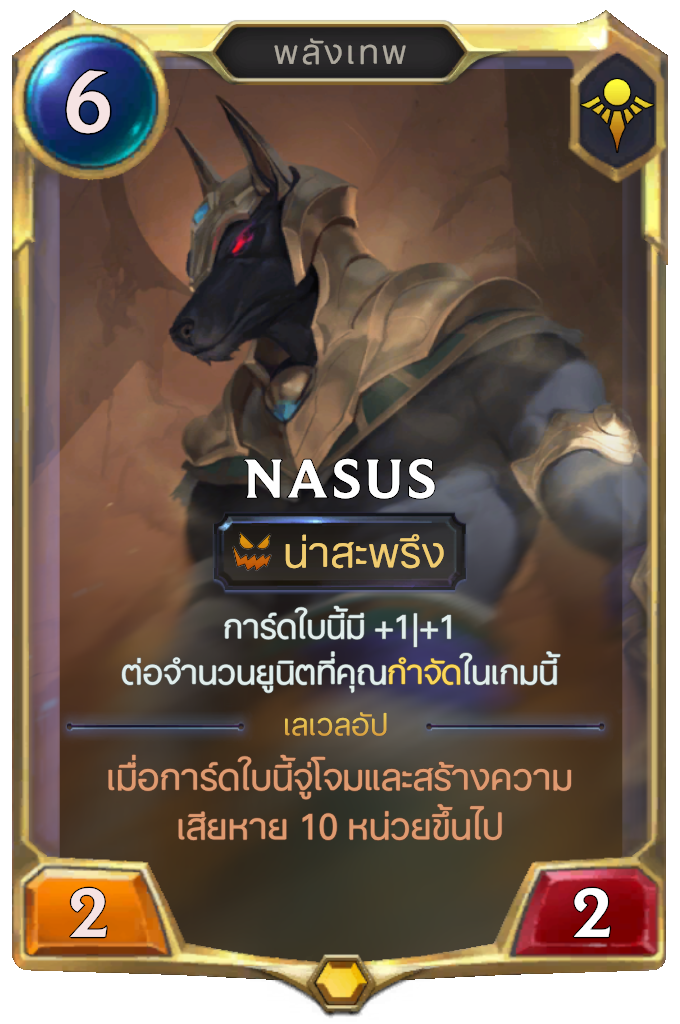 พลังเทพ
6
NASUS
น่าสะพรึง
การ์ดใบนี้มี +1|+1
ต่อจำนวนยูนิตที่คุณกำจัดในเกมนี้
เลเวลอัป
เมื่อการ์ดใบนี้จู่โจมและสร้างความ
เสียหาย 10 หน่วยขึ้นไป
2
2